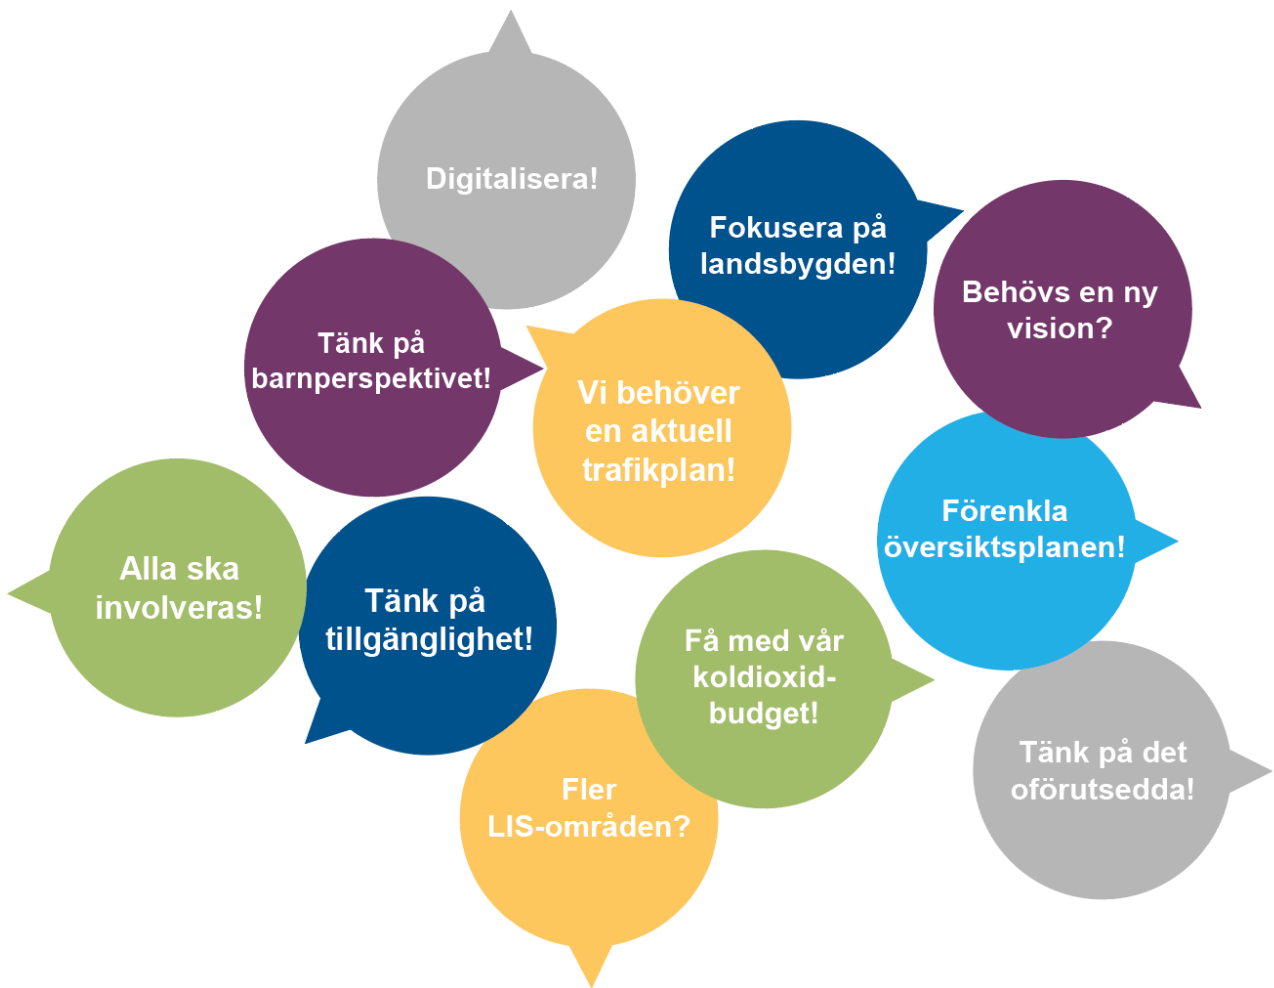 Digitalisera!
Fokusera på
landsbygden!
Behövs en ny
vision?
Tänk på
barnperspektivet!
Vi behöver
en aktuell
trafikplan!
Förenkla
översiktsplanen!
Alla ska
involveras!
Tänk på
tillgänglighet!
Få med vår
koldioxid-
budget!
Tänk på det
oförutsedda!
Fler
LIS-områden?